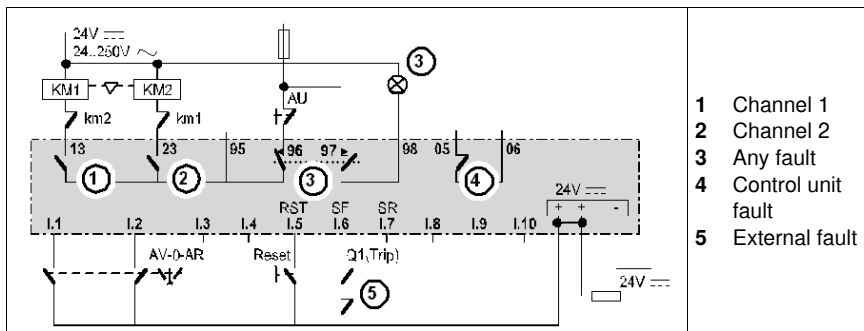 24V ⎓
24..250V ~
3
KM1
KM2
AU
km2
km1
13
23
95
96
97
98
05
06
1
2
3
4
24V ⎓
+ + -
RST SF SR
I.1 I.2 I.3 I.4 I.5 I.6 I.7 I.8 I.9 I.10
AV-0-AR
Reset
Q1(Trip)
5
24V ⎓
1 Channel 1
2 Channel 2
3 Any fault
4 Control unit
fault
5 External fault